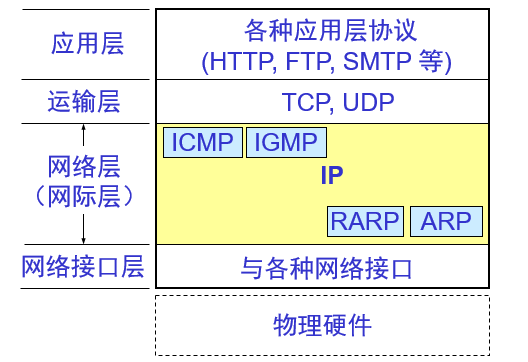 应用层
各种应用层协议
(HTTP, FTP, SMTP 等)
运输层
TCP, UDP
网络层
（网际层）
ICMP
IGMP
IP
RARP
ARP
网络接口层
与各种网络接口
物理硬件